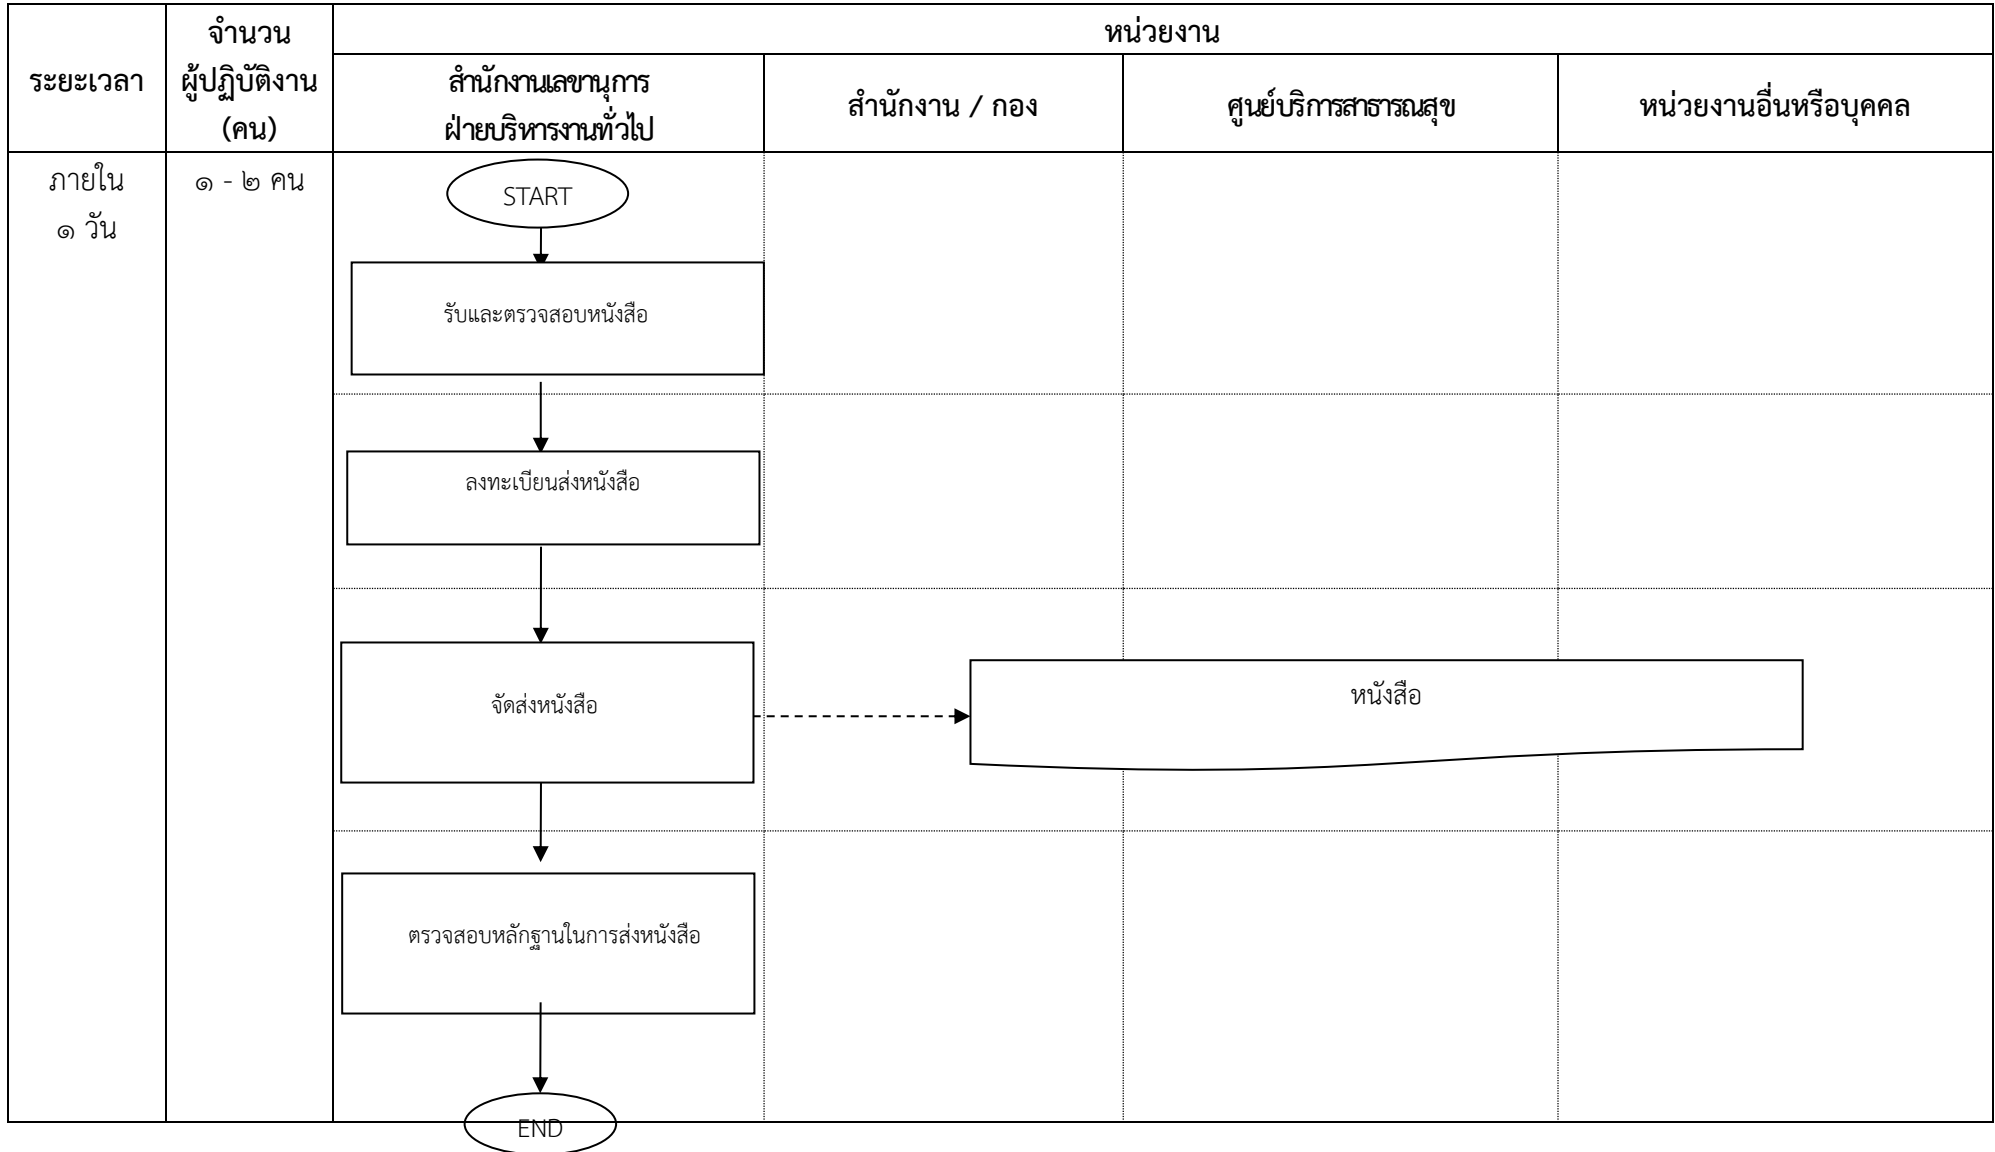 ระยะเวลา
จำนวน
ผู้ปฏิบัติงาน
(คน)
หน่วยงาน
สำนักงานเลขานุการ
ฝ่ายบริหารงานทั่วไป
สำนักงาน / กอง
ศูนย์บริการสาธารณสุข
หน่วยงานอื่นหรือบุคคล
ภายใน
๑ วัน
๑ - ๒ คน
START
รับและตรวจสอบหนังสือ
ลงทะเบียนส่งหนังสือ
จัดส่งหนังสือ
หนังสือ
ตรวจสอบหลักฐานในการส่งหนังสือ
END